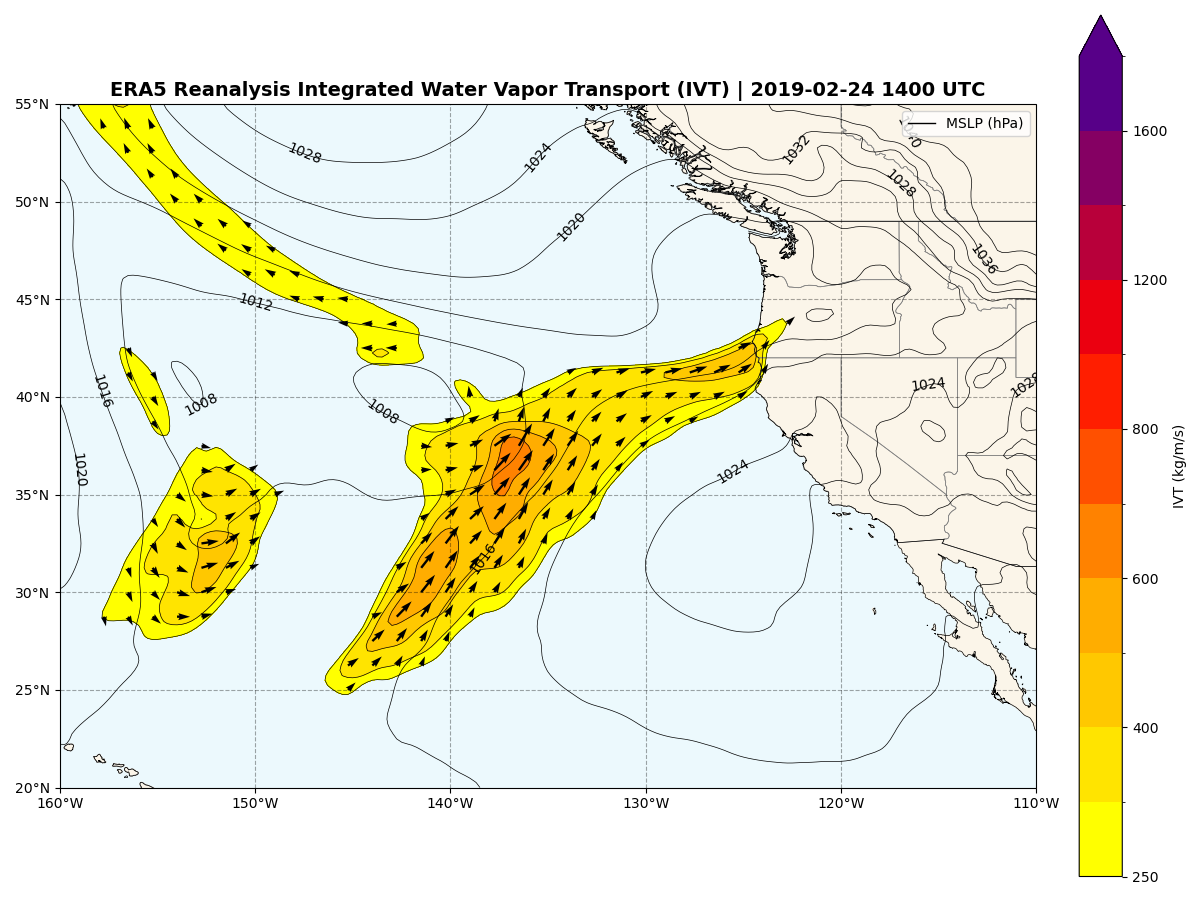 ERA5 Reanalysis Integrated Water Vapor Transport (IVT) | 2019-02-24 1400 UTC
MSLP (hPa)
55°N
50°N
45°N
40°N
35°N
30°N
25°N
20°N
160°W
150°W
140°W
130°W
120°W
110°W
1028
1024
1020
1032
1028
1036
1012
1016
1008
1008
1020
1024
1024
1028
1016
1600
1200
800
600
400
250
IVT (kg/m/s)